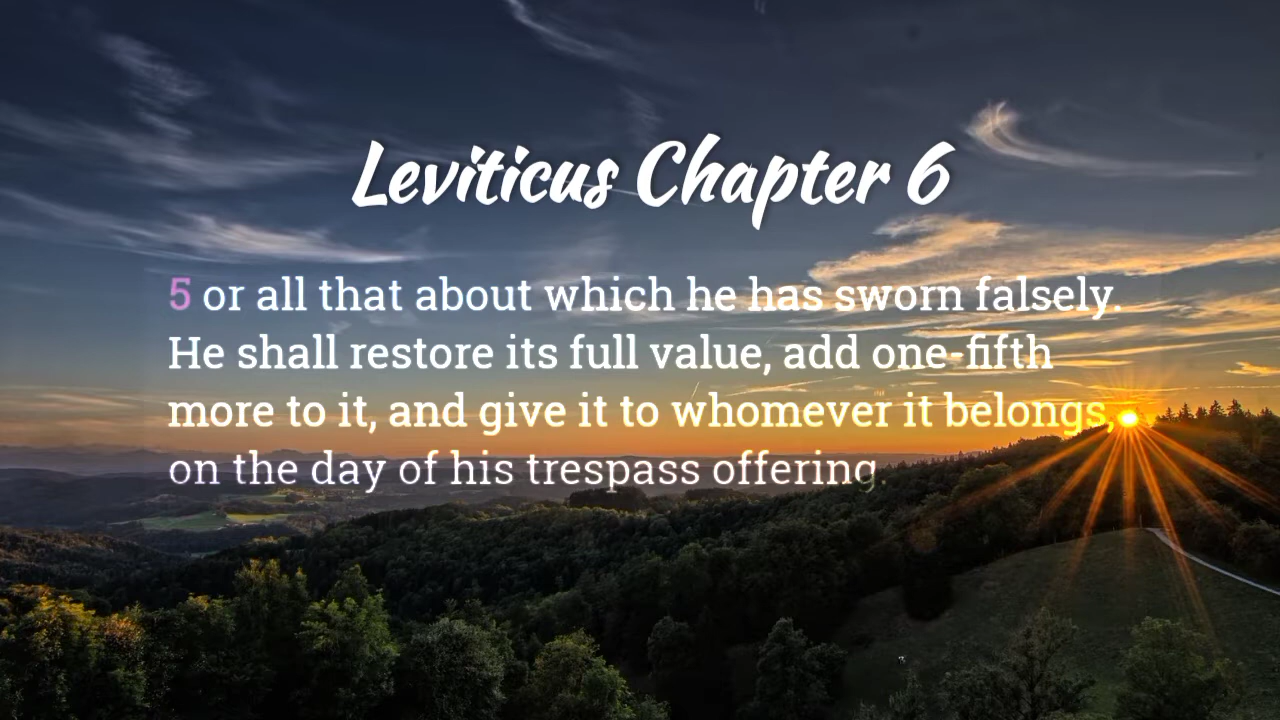 Leviticus Chapter 6
5 or all that about which he has sworn falsely.
He shall restore its full value, add one-fifth
more to it, and give it to whomever it belongs,
on the day of his trespass offering.